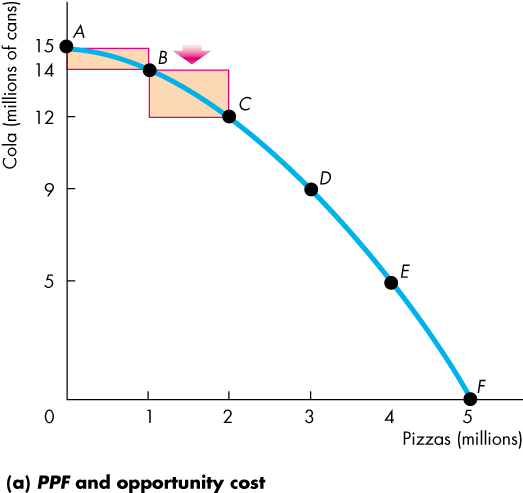 Cola (millions of cans)
15
14
12
9
5
0
A
B
C
D
E
F
1
2
3
4
5
Pizzas (millions)
(a) PPF and opportunity cost